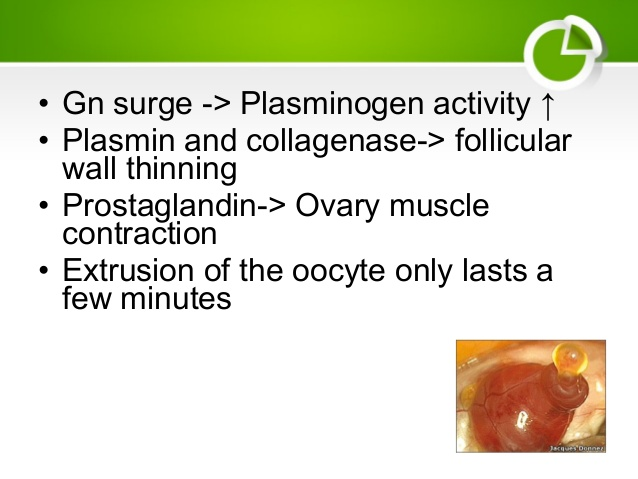 • Gn surge -> Plasminogen activity ↑
• Plasmin and collagenase-> follicular
wall thinning
• Prostaglandin-> Ovary muscle
contraction
• Extrusion of the oocyte only lasts a
few minutes
Jacques Donnez